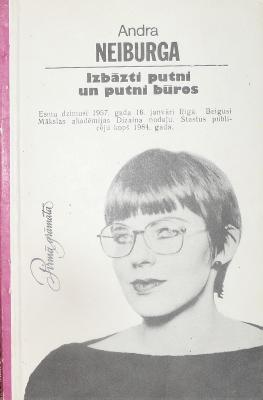 Andra
NEIBURGA
Izbāzti putni
un putni būros
Esmu dzimusi 1957. gada 16. janvārī Rīgā. Beigusi
Mākslas akadēmijas Dizaina nodaļu. Stāstus publi-
cēju kopš 1984. gada.
Pirmā grāmata